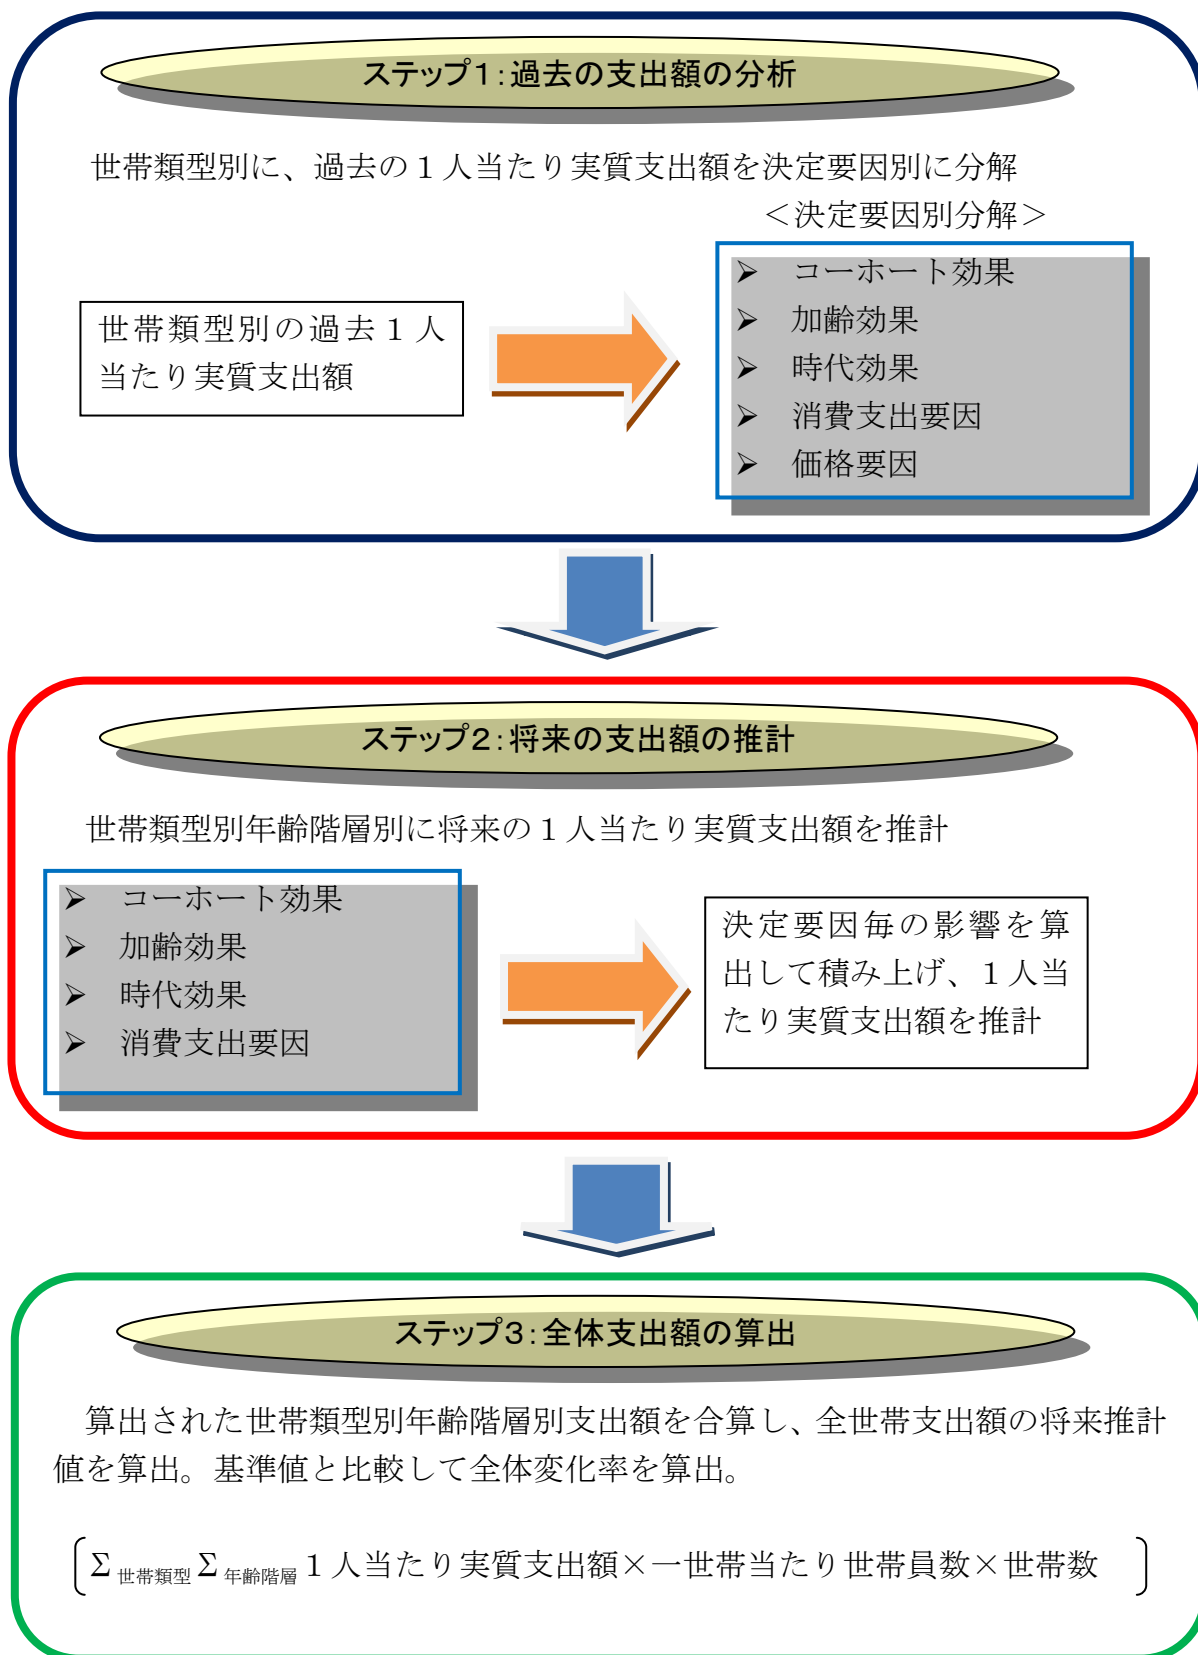 ステップ1:過去の支出額の分析
世帯類型別に、過去の1人当たり実質支出額を決定要因別に分解
<決定要因別分解>
➢ コーホート効果
➢ 加齢効果
➢ 時代効果
➢ 消費支出要因
➢ 価格要因
世帯類型別の過去1人
当たり実質支出額
ステップ2:将来の支出額の推計
世帯類型別年齢階層別に将来の1人当たり実質支出額を推計
➢ コーホート効果
➢ 加齢効果
➢ 時代効果
➢ 消費支出要因
決定要因毎の影響を算
出して積み上げ、1人当
たり実質支出額を推計
ステップ3:全体支出額の算出
算出された世帯類型別年齢階層別支出額を合算し、全世帯支出額の将来推計
値を算出。基準値と比較して全体変化率を算出。
〔Σ世帯類型Σ年齢階層1人当たり実質支出額×一世帯当たり世帯員数×世帯数〕